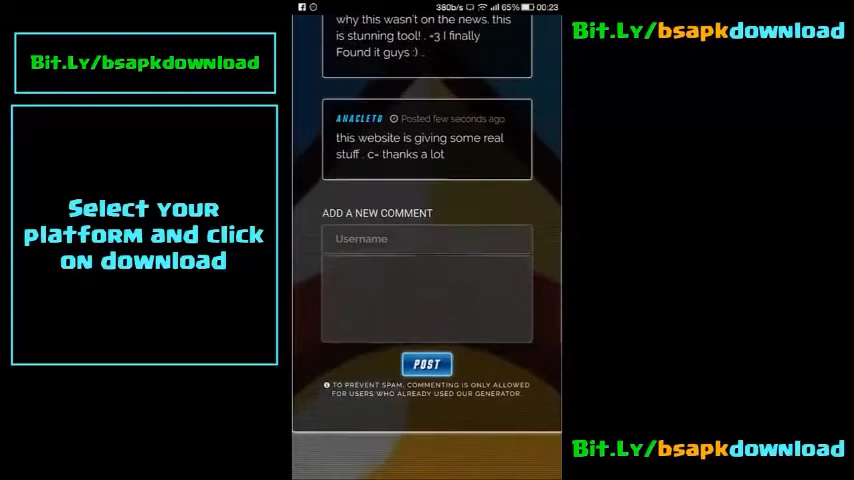 380b/s 65% 00:23
Bit.Ly/bsapkdownload
Bit.Ly/bsapkdownload
Select your
platform and click
on download
why this wasn't on the news. this
is stunning tool! . =3 I finally
Found it guys :) ..
ANACLETO Posted few seconds ago
this website is giving some real
stuff . c= thanks a lot
ADD A NEW COMMENT
Username
POST
TO PREVENT SPAM, COMMENTING IS ONLY ALLOWED
FOR USERS WHO ALREADY USED OUR GENERATOR.
Bit.Ly/bsapkdownload